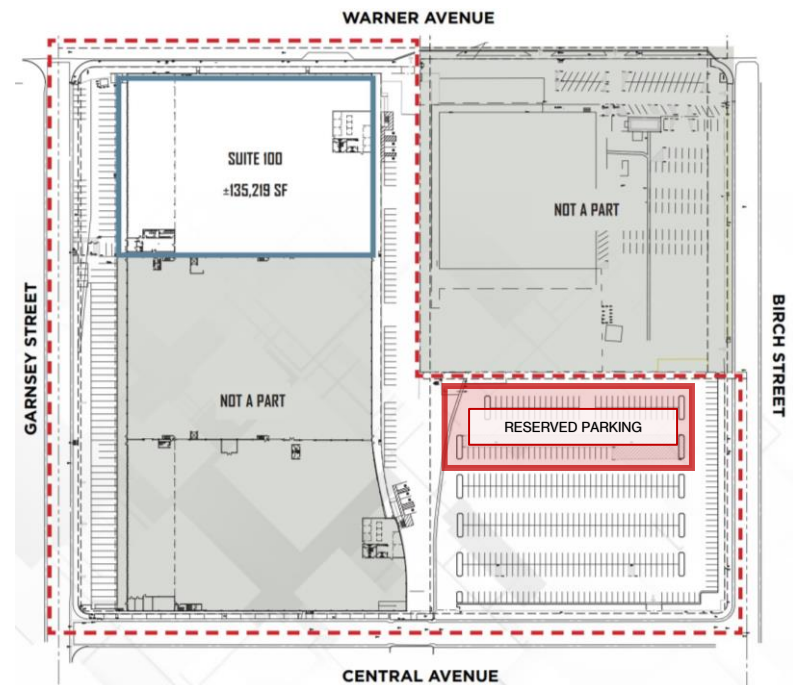 WARNER AVENUE
SUITE 100
±135,219 SF
NOT A PART
GARNSEY STREET
BIRCH STREET
NOT A PART
RESERVED PARKING
CENTRAL AVENUE